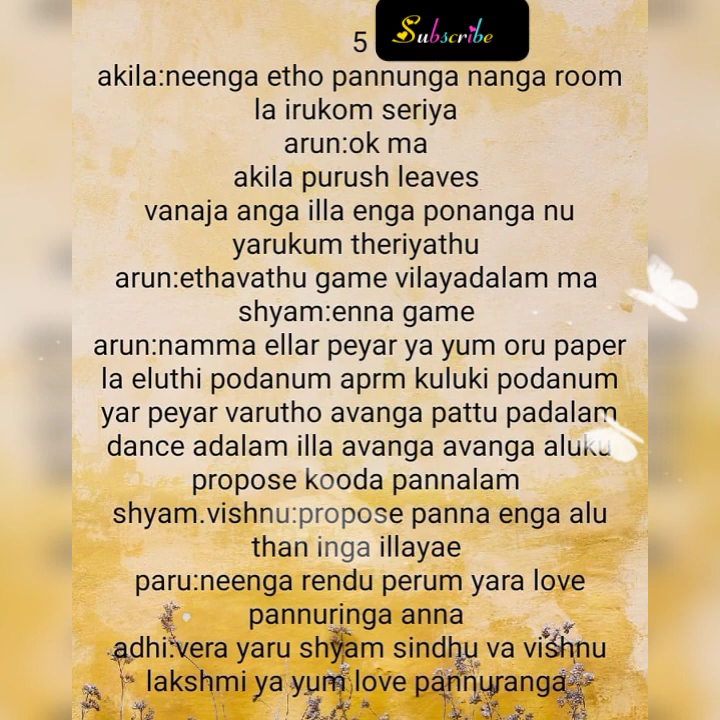 5
Subscribe
akila:neenga etho pannunga nanga room
la irukom seriya
arun:ok ma
akila purush leaves
vanaja anga illa enga ponanga nu
yarukum theriyathu
arun:ethavathu game vilayadalam ma
shyam:enna game
arun:namma ellar peyar ya yum oru paper
la eluthi podanum aprm kuluki podanum
yar peyar varutho avanga pattu padalam
dance adalam illa avanga avanga aluku
propose kooda pannalam
shyam.vishnu:propose panna enga alu
than inga illayae
paru:neenga rendu perum yara love
pannuringa anna
adhi:vera yaru shyam sindhu va vishnu
lakshmi ya yum love pannuranga